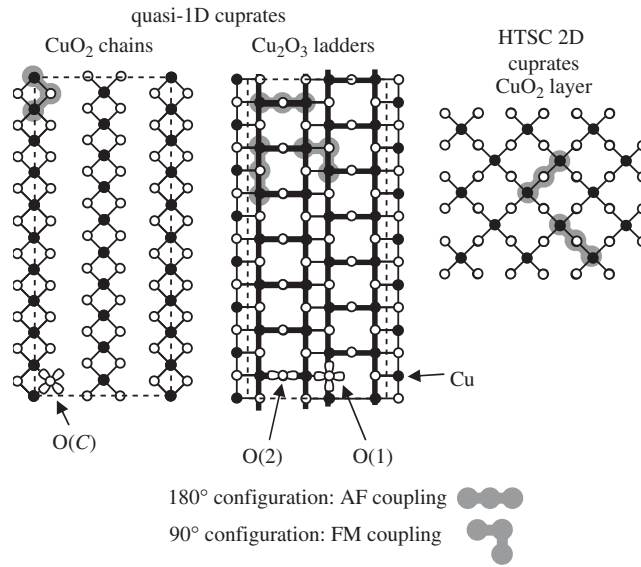 quasi-1D cuprates
CuO₂ chains
Cu₂O₃ ladders
HTSC 2D
cuprates
CuO₂ layer
Cu
O(C)
O(2)
O(1)
180° configuration: AF coupling
90° configuration: FM coupling